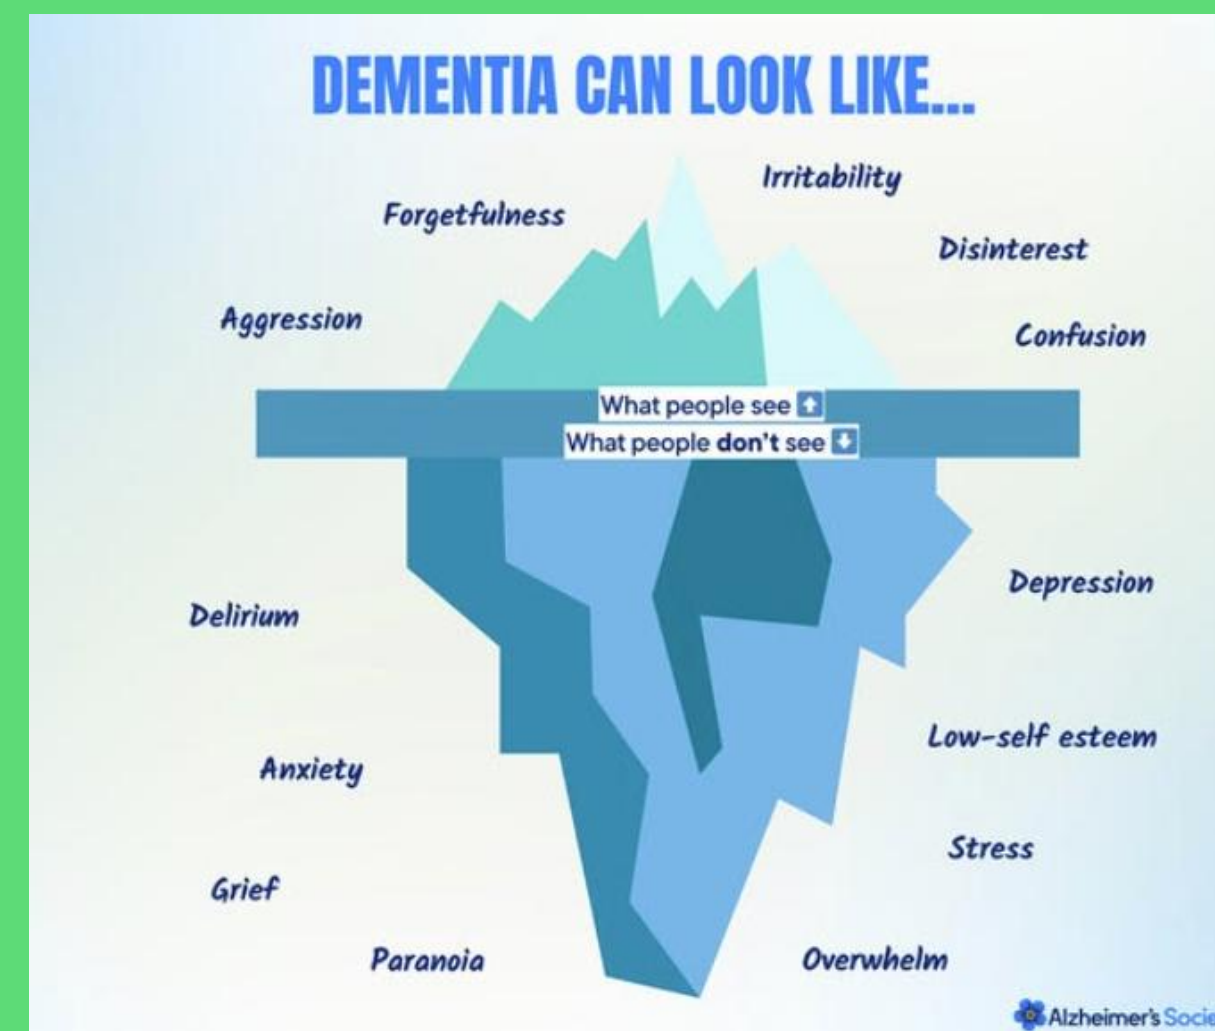 DEMENTIA CAN LOOK LIKE...
Irritability
Forgetfulness
Disinterest
Aggression
Confusion
What people see ⬆
What people don't see ⬇
Depression
Delirium
Low-self esteem
Anxiety
Stress
Grief
Paranoia
Overwhelm
Alzheimer's Socie